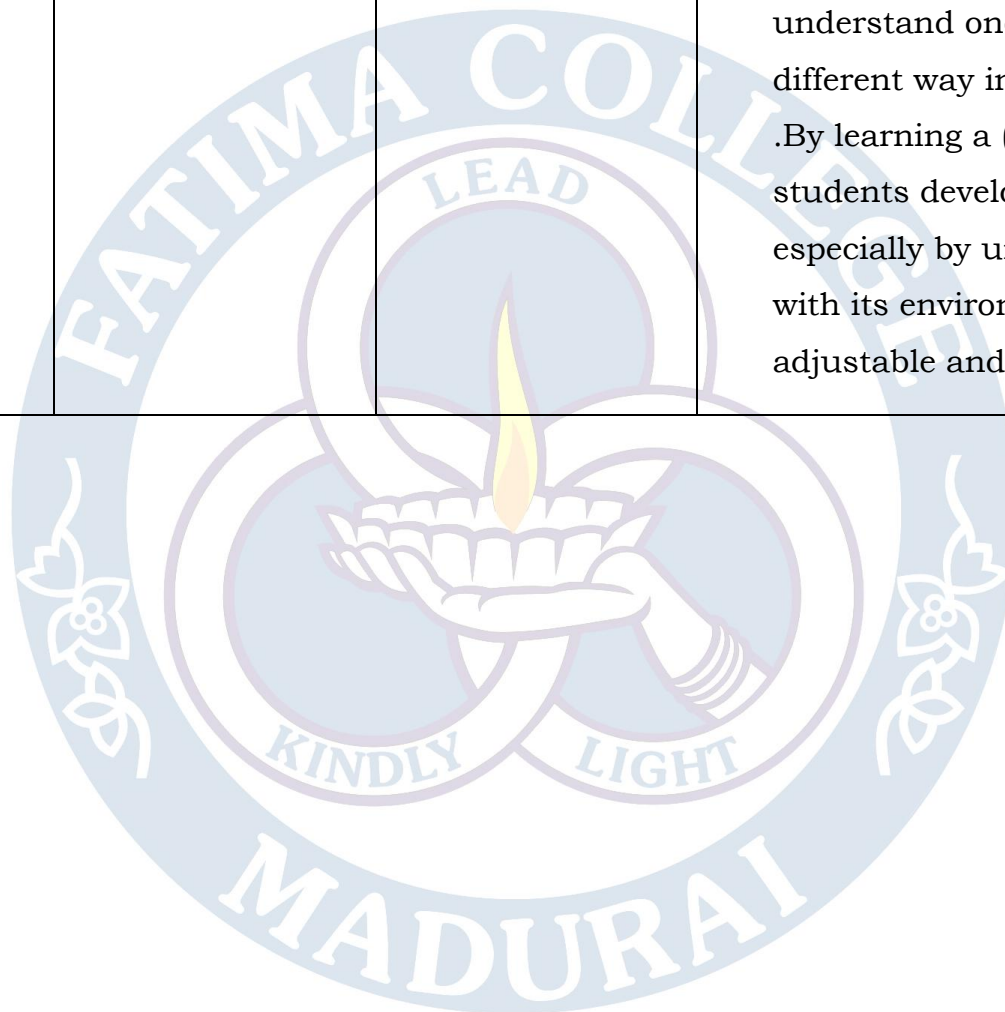 understand on
different way in
.By learning a (
students develo
especially by u
with its enviror
adjustable and
FATIMA COLLEGE
LEAD
KINDLY LIGHT
MADURAI